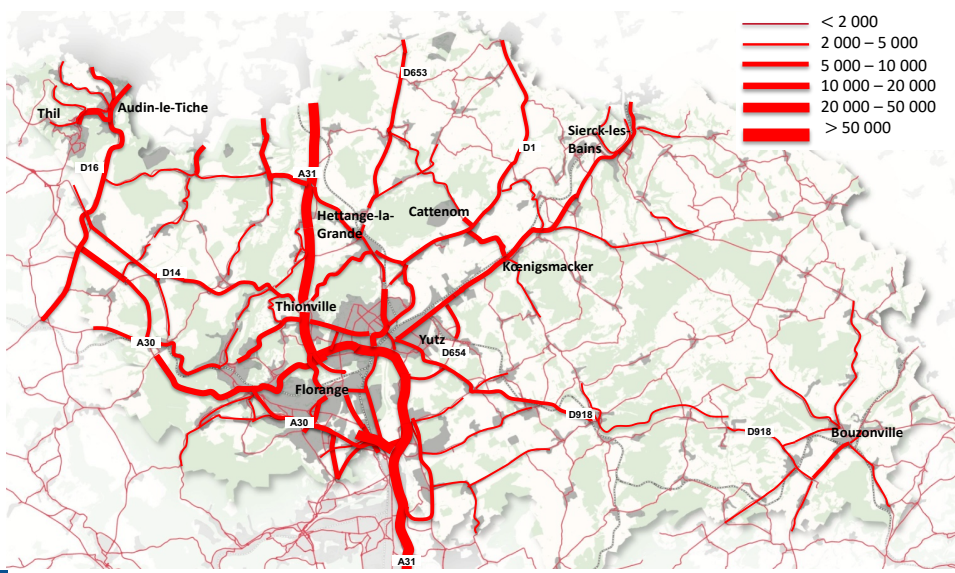 < 2 000
2 000 – 5 000
5 000 – 10 000
10 000 – 20 000
20 000 – 50 000
> 50 000
D653
Thil
Audin-le-Tiche
Sierck-les-
Bains
D1
D16
A31
Hettange-la-
Grande
Cattenom
Kœnigsmacker
D14
Thionville
A30
Yutz
D654
Florange
A30
D918
D918
Bouzonville
A31